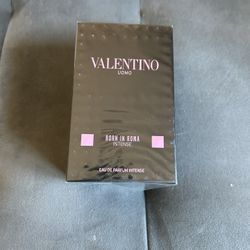 VALENTINO
UOMO
BORN IN ROMA
INTENSE
EAU DE PARFUM INTENSE